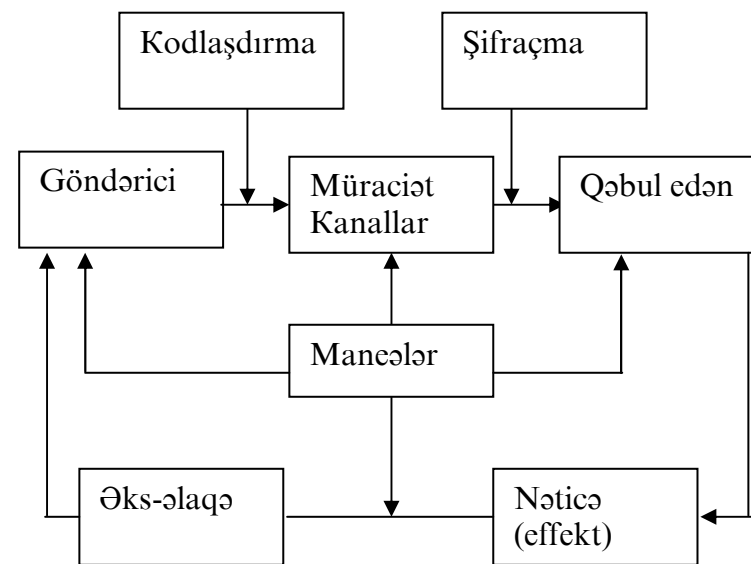 Kodlaşdırma
Şifraçma
Göndərici
Müraciət
Kanallar
Qəbul edən
Maneələr
Əks-əlaqə
Nəticə
(effekt)